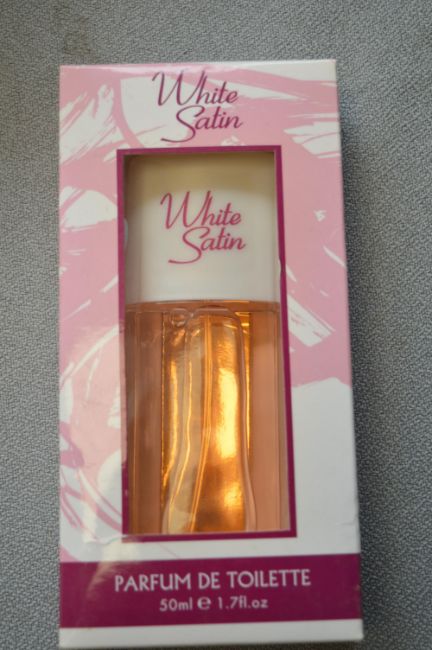 White
Satin
White
Satin
PARFUM DE TOILETTE
50ml e 1.7fl.oz